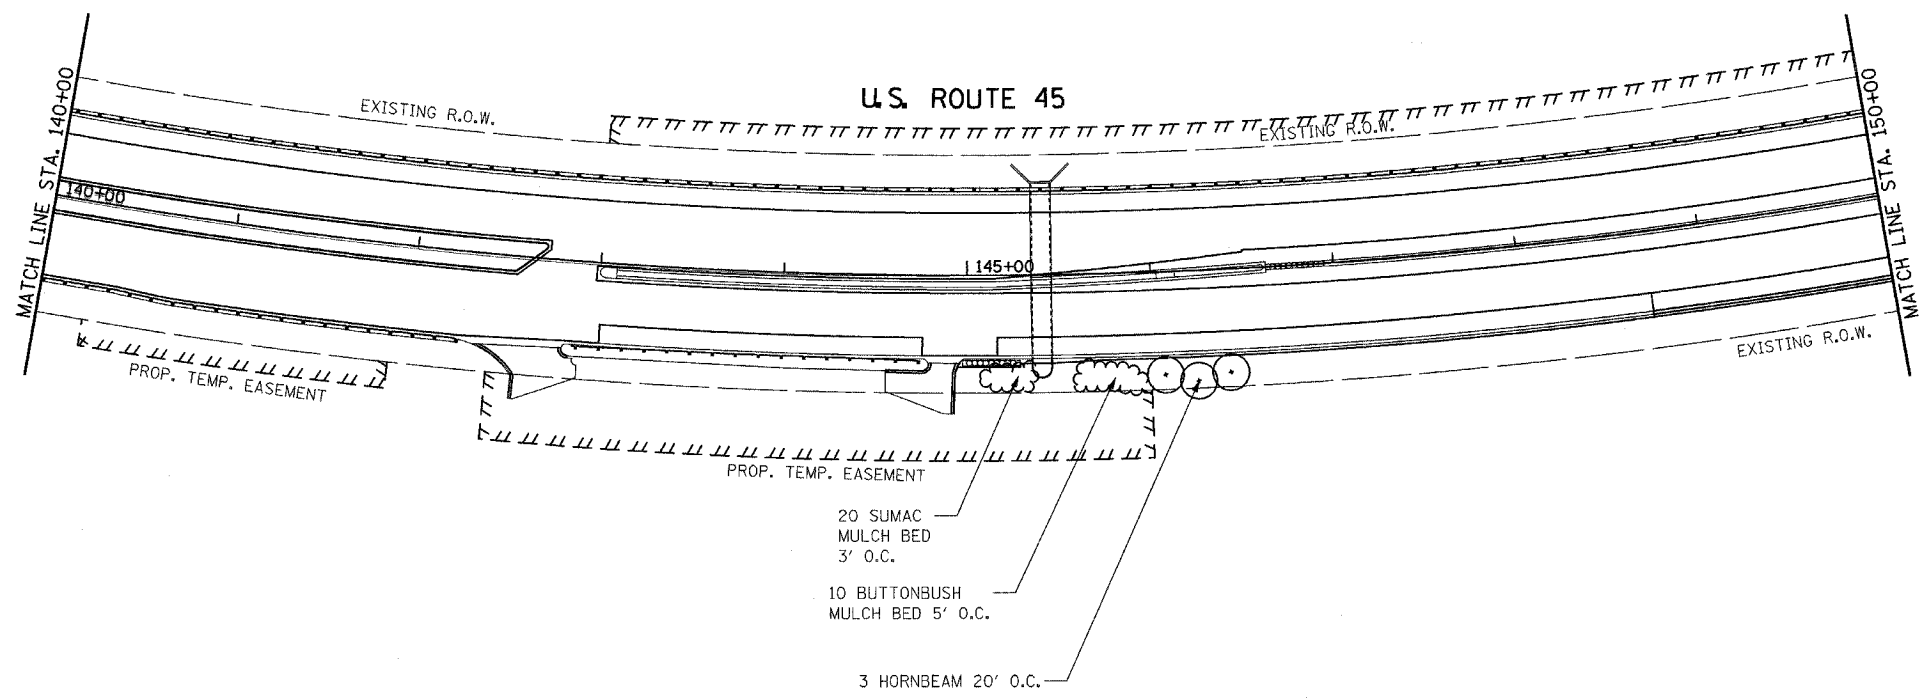 U.S. ROUTE 45
EXISTING R.O.W.
EXISTING R.O.W.
MATCH LINE STA. 140+00
140+00
145+00
MATCH LINE STA. 150+00
EXISTING R.O.W.
PROP. TEMP. EASEMENT
PROP. TEMP. EASEMENT
20 SUMAC
MULCH BED
3' O.C.
10 BUTTONBUSH
MULCH BED 5' O.C.
3 HORNBEAM 20' O.C.